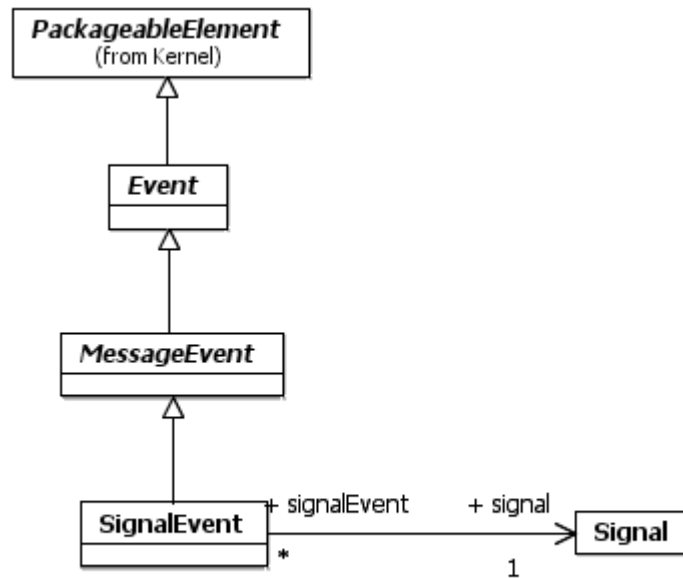 PackageableElement
(from Kernel)
Event
MessageEvent
SignalEvent
+ signalEvent
+ signal
Signal
*
1